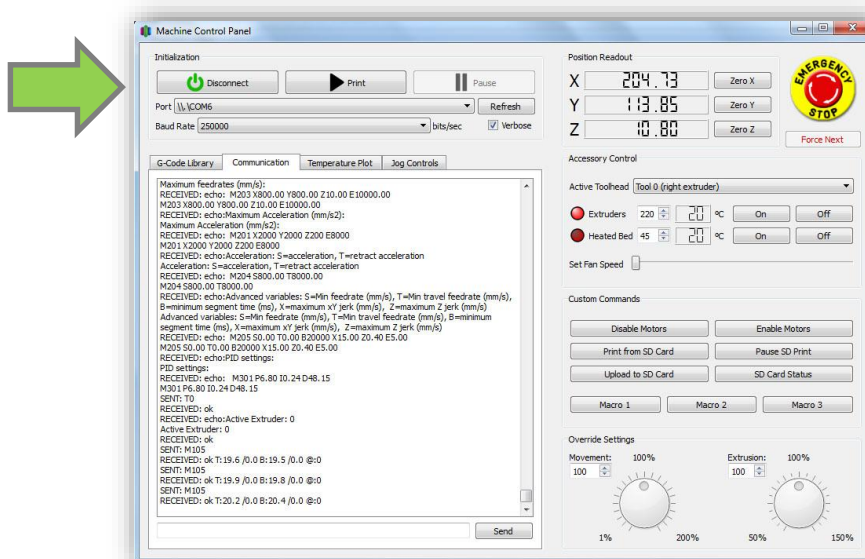 Machine Control Panel
Initialization
Disconnect
Print
Pause
Port \\.\COM6
Refresh
Baud Rate 250000 bits/sec
Verbose
G-Code Library Communication Temperature Plot Jog Controls
Maximum feedrates (mm/s):
RECEIVED: echo:  M203 X800.00 Y800.00 Z10.00 E10000.00
M203 X800.00 Y800.00 Z10.00 E10000.00
RECEIVED: echo:Maximum Acceleration (mm/s2):
Maximum Acceleration (mm/s2):
RECEIVED: echo:  M201 X2000 Y2000 Z200 E8000
M201 X2000 Y2000 Z200 E8000
RECEIVED: echo:Acceleration: S=acceleration, T=retract acceleration
Acceleration: S=acceleration, T=retract acceleration
RECEIVED: echo:  M204 S800.00 T8000.00
M204 S800.00 T8000.00
RECEIVED: echo:Advanced variables: S=Min feedrate (mm/s), T=Min travel feedrate (mm/s),
B=minimum segment time (ms), X=maximum xY jerk (mm/s),  Z=maximum Z jerk (mm/s)
Advanced variables: S=Min feedrate (mm/s), T=Min travel feedrate (mm/s), B=minimum
segment time (ms), X=maximum xY jerk (mm/s),  Z=maximum Z jerk (mm/s)
RECEIVED: echo:  M205 S0.00 T0.00 B20000 X15.00 Z0.40 E5.00
M205 S0.00 T0.00 B20000 X15.00 Z0.40 E5.00
RECEIVED: echo:PID settings:
PID settings:
RECEIVED: echo:   M301 P6.80 I0.24 D48.15
M301 P6.80 I0.24 D48.15
SENT: T0
RECEIVED: ok
RECEIVED: echo:Active Extruder: 0
Active Extruder: 0
RECEIVED: ok
SENT: M105
RECEIVED: ok T:19.6 /0.0 B:19.5 /0.0 @:0
SENT: M105
RECEIVED: ok T:19.9 /0.0 B:19.8 /0.0 @:0
SENT: M105
RECEIVED: ok T:20.2 /0.0 B:20.4 /0.0 @:0
Send
Position Readout
X 204.73 Zero X
Y 113.85 Zero Y
Z 10.80 Zero Z
EMERGENCY
STOP
Force Next
Accessory Control
Active Toolhead Tool 0 (right extruder)
Extruders 220 20 ºC On Off
Heated Bed 45 20 ºC On Off
Set Fan Speed
Custom Commands
Disable Motors Enable Motors
Print from SD Card Pause SD Print
Upload to SD Card SD Card Status
Macro 1 Macro 2 Macro 3
Override Settings
Movement: 100% Extrusion: 100%
100 100
1% 200% 50% 150%